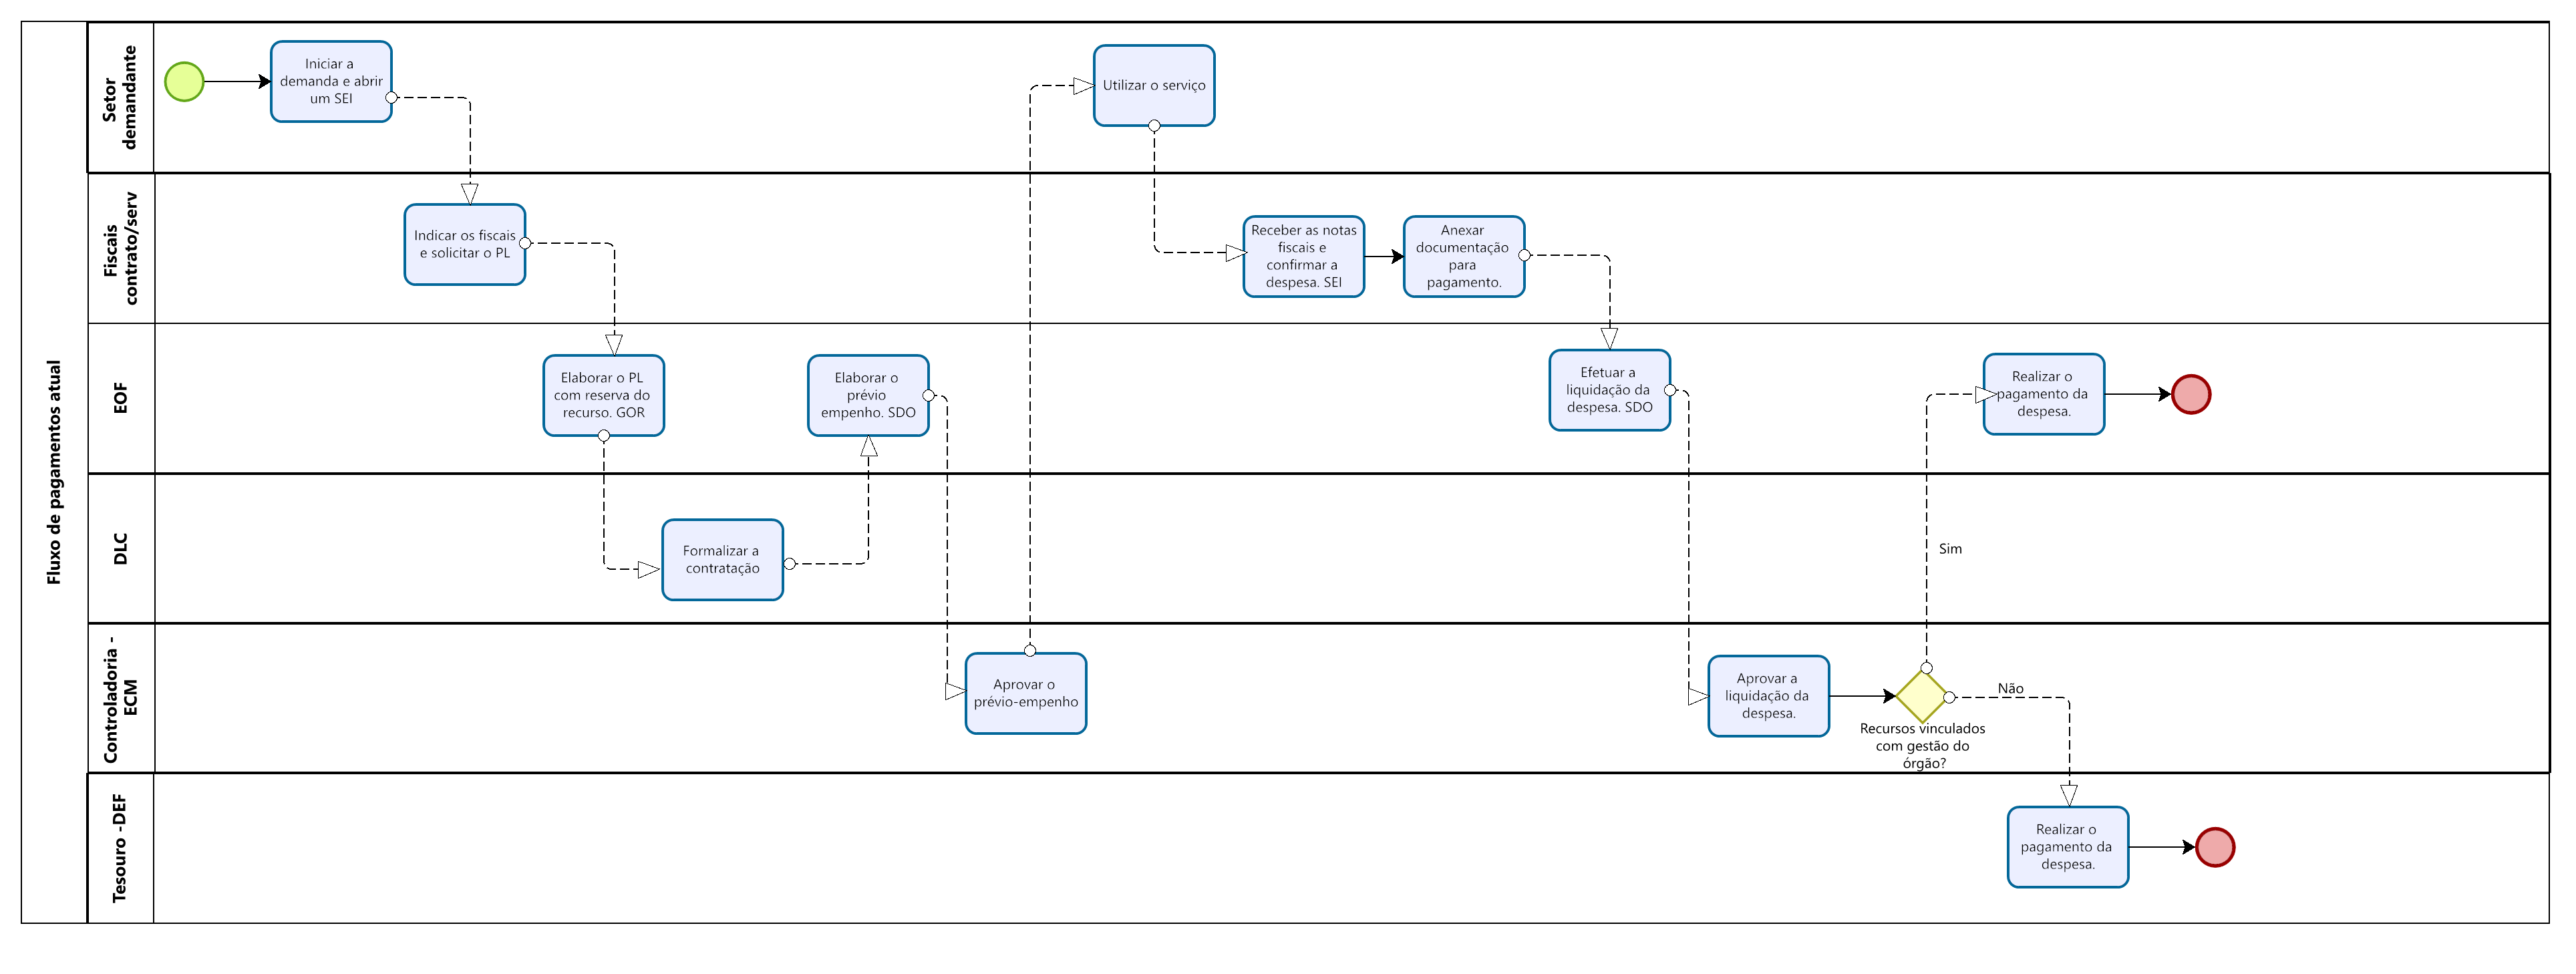 Fluxo de pagamentos atual
Setor
demandante
Iniciar a
demanda e abrir
um SEI
Utilizar o serviço
Fiscais
contrato/serv
Indicar os fiscais
e solicitar o PL
Receber as notas
fiscais e
confirmar a
despesa. SEI
Anexar
documentação
para
pagamento.
EOF
Elaborar o PL
com reserva do
recurso. GOR
Elaborar o
prévio
empenho. SDO
Efetuar a
liquidação da
despesa. SDO
Realizar o
pagamento da
despesa.
DLC
Formalizar a
contratação
Sim
Controladoria -
ECM
Aprovar o
prévio-empenho
Aprovar a
liquidação da
despesa.
Não
Recursos vinculados
com gestão do
órgão?
Tesouro -DEF
Realizar o
pagamento da
despesa.